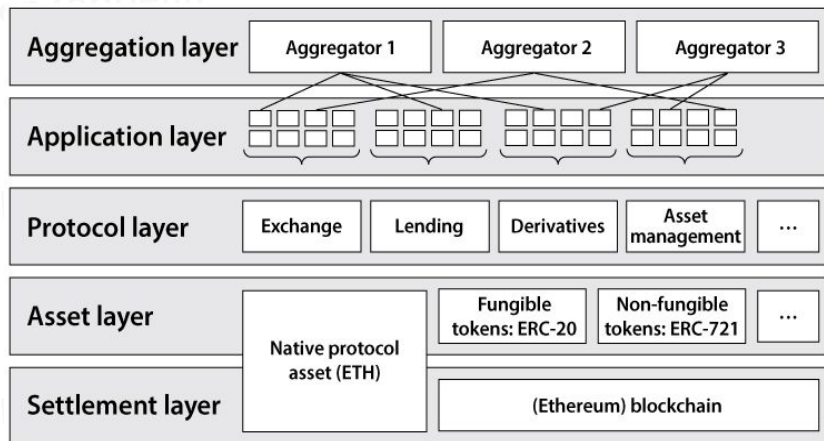 Aggregation layer
Aggregator 1
Aggregator 2
Aggregator 3
Application layer
Protocol layer
Exchange
Lending
Derivatives
Asset
management
...
Asset layer
Native protocol
asset (ETH)
Fungible
tokens: ERC-20
Non-fungible
tokens: ERC-721
...
Settlement layer
(Ethereum) blockchain